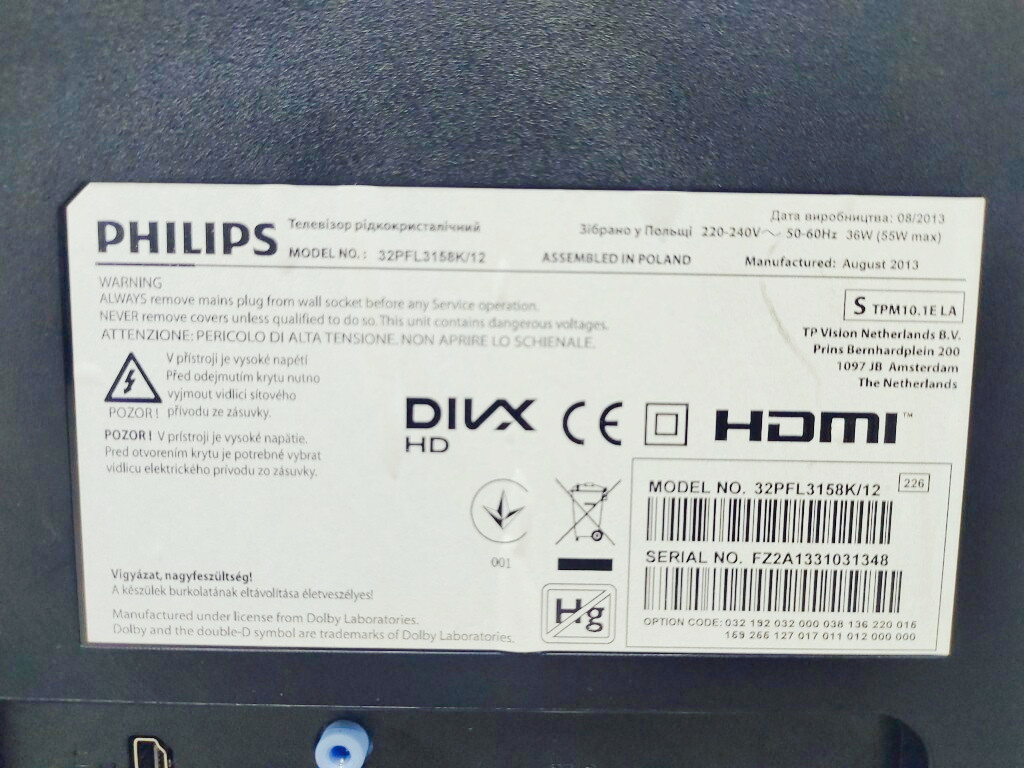 PHILIPS
Телевізор рідкокристалічний
MODEL NO.: 32PFL3158K/12
Дата виробництва: 08/2013
Зібрано у Польщі 220-240V~ 50-60Hz 36W (55W max)
ASSEMBLED IN POLAND
Manufactured: August 2013
WARNING
ALWAYS remove mains plug from wall socket before any Service operation.
NEVER remove covers unless qualified to do so. This unit contains dangerous voltages.
ATTENZIONE: PERICOLO DI ALTA TENSIONE. NON APRIRE LO SCHIENALE.
S TPM10.1E LA
TP Vision Netherlands B.V.
Prins Bernhardplein 200
1097 JB Amsterdam
The Netherlands
V přístroji je vysoké napětí
Před odejmutím krytu nutno
vyjmout vidlici síťového
POZOR! přívodu ze zásuvky.
POZOR! V prístroji je vysoké napätie.
Pred otvorením krytu je potrebné vybrat
vidlicu elektrického prívodu zo zásuvky.
DIVX
HD
CE
HDMI™
001
Hg
MODEL NO. 32PFL3158K/12
226
SERIAL NO. FZ2A1331031348
OPTION CODE: 032 192 032 000 038 136 220 016
159 255 127 017 011 012 000 000
Vigyázat, nagyfeszültség!
A készülek burkolatának eltávolítása életveszélyes!
Manufactured under license from Dolby Laboratories.
Dolby and the double-D symbol are trademarks of Dolby Laboratories.